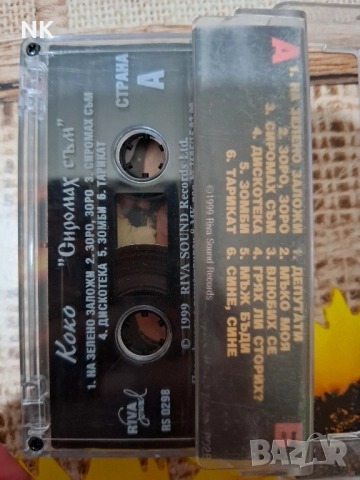 NK
Коко "Сиромах съм"
1. НА ЗЕЛЕНО ЗАЛОЖИ 2. ЗОРО, ЗОРО 3. СИРОМАХ СЪМ
4. ДИСКОТЕКА 5. ЗОМБИ 6. ТАРИКАТ
СТРАНА
A
RIVA
Sound
RS 0298
© 1999 RIVA SOUND Records Ltd.
A
1. НА ЗЕЛЕНО ЗАЛОЖИ
2. ЗОРО, ЗОРО
3. СИРОМАХ СЪМ
4. ДИСКОТЕКА
5. ЗОМБИ
6. ТАРИКАТ
©1999 Riva Sound Records
1. ДЕПУТАТИ
2. МАЙКО МОЯ
3. ВЛЮБИХ СЕ
4. ГРЯХ ЛИ СТОРИХ?
5. МЪЖ БЪДИ
6. СИНЕ, СИНЕ
BAZAR
bg